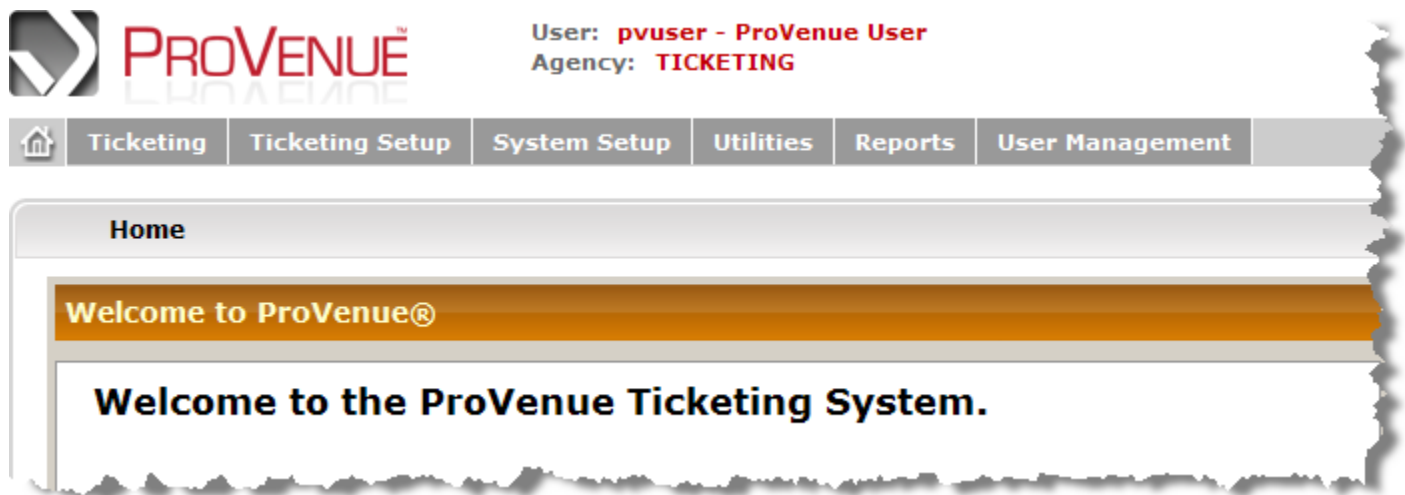 PROVENUE™
User: pvuser - ProVenue User
Agency: TICKETING
Ticketing Ticketing Setup System Setup Utilities Reports User Management
Home
Welcome to ProVenue®
Welcome to the ProVenue Ticketing System.